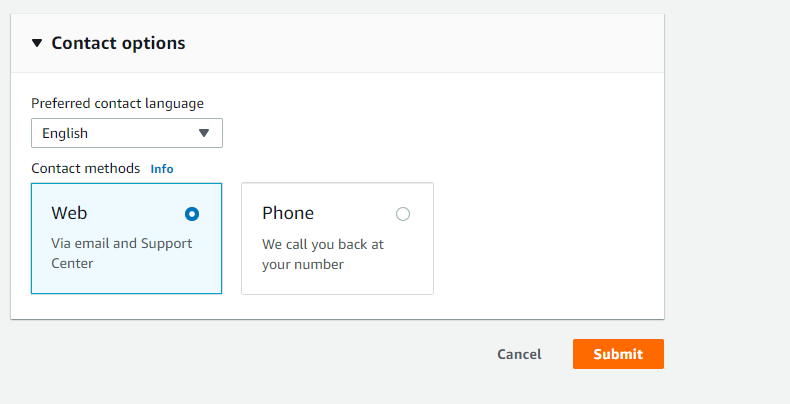 Contact options
Preferred contact language
English
Contact methods Info
Web
Via email and Support
Center
Phone
We call you back at
your number
Cancel
Submit